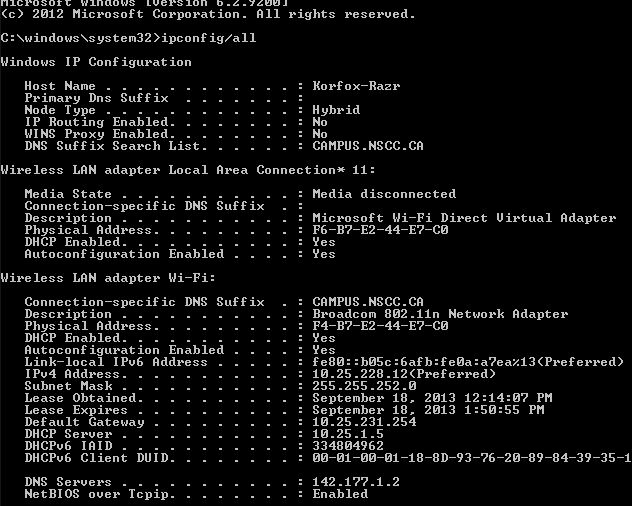 Microsoft Windows [Version 6.2.9200]
(c) 2012 Microsoft Corporation. All rights reserved.
C:\windows\system32>ipconfig/all
Windows IP Configuration
Host Name . . . . . . . . . . . . : Korfox-Razr
Primary Dns Suffix  . . . . . . . :
Node Type . . . . . . . . . . . . : Hybrid
IP Routing Enabled. . . . . . . . : No
WINS Proxy Enabled. . . . . . . . : No
DNS Suffix Search List. . . . . . : CAMPUS.NSCC.CA
Wireless LAN adapter Local Area Connection* 11:
Media State . . . . . . . . . . . : Media disconnected
Connection-specific DNS Suffix  . :
Description . . . . . . . . . . . : Microsoft Wi-Fi Direct Virtual Adapter
Physical Address. . . . . . . . . : F6-B7-E2-44-E7-C0
DHCP Enabled. . . . . . . . . . . : Yes
Autoconfiguration Enabled . . . . : Yes
Wireless LAN adapter Wi-Fi:
Connection-specific DNS Suffix  . : CAMPUS.NSCC.CA
Description . . . . . . . . . . . : Broadcom 802.11n Network Adapter
Physical Address. . . . . . . . . : F4-B7-E2-44-E7-C0
DHCP Enabled. . . . . . . . . . . : Yes
Autoconfiguration Enabled . . . . : Yes
Link-local IPv6 Address . . . . . : fe80::b05c:6afb:fe0a:a7ea%13(Preferred)
IPv4 Address. . . . . . . . . . . : 10.25.228.12(Preferred)
Subnet Mask . . . . . . . . . . . : 255.255.252.0
Lease Obtained. . . . . . . . . . : September 18, 2013 12:14:07 PM
Lease Expires . . . . . . . . . . : September 18, 2013 1:50:55 PM
Default Gateway . . . . . . . . . : 10.25.231.254
DHCP Server . . . . . . . . . . . : 10.25.1.5
DHCPv6 IAID . . . . . . . . . . . : 334804962
DHCPv6 Client DUID. . . . . . . . : 00-01-00-01-18-8D-93-76-20-89-84-39-35-1
DNS Servers . . . . . . . . . . . : 142.177.1.2
NetBIOS over Tcpip. . . . . . . . : Enabled